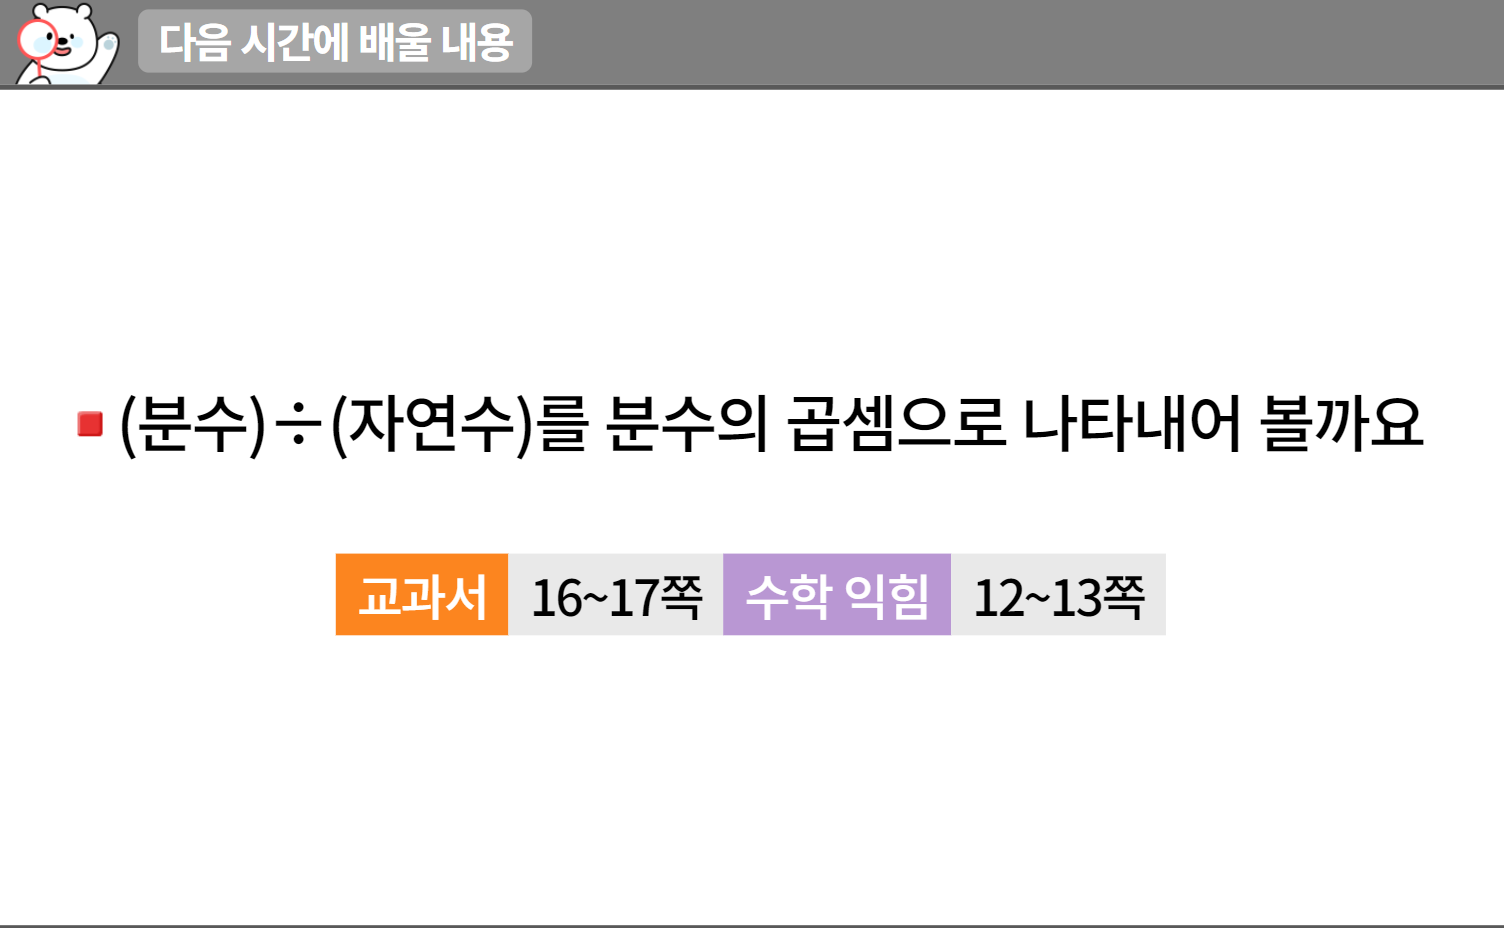 다음 시간에 배울 내용
(분수)÷(자연수)를 분수의 곱셈으로 나타내어 볼까요
교과서 16~17쪽 수학 익힘 12~13쪽